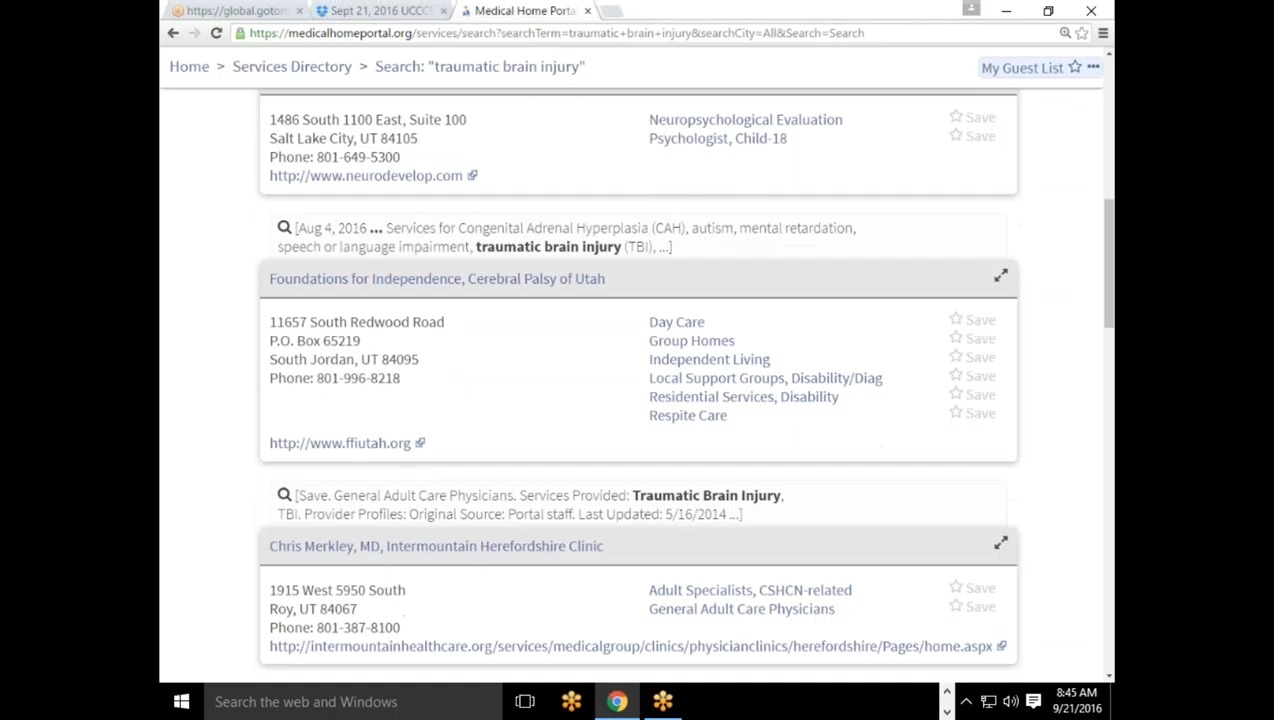 https://global.gotor
Sept 21, 2016 UCCCF
Medical Home Porta
https://medicalhomeportal.org/services/search?searchTerm=traumatic+brain+injury&searchCity=All&Search=Search
Home > Services Directory > Search: "traumatic brain injury"
My Guest List
1486 South 1100 East, Suite 100
Neuropsychological Evaluation
Save
Salt Lake City, UT 84105
Psychologist, Child-18
Save
Phone: 801-649-5300
http://www.neurodevelop.com
[Aug 4, 2016 ... Services for Congenital Adrenal Hyperplasia (CAH), autism, mental retardation,
speech or language impairment, traumatic brain injury (TBI), ...]
Foundations for Independence, Cerebral Palsy of Utah
11657 South Redwood Road
Day Care
Save
P.O. Box 65219
Group Homes
Save
South Jordan, UT 84095
Independent Living
Save
Phone: 801-996-8218
Local Support Groups, Disability/Diag
Save
Residential Services, Disability
Save
Respite Care
Save
http://www.ffiutah.org
[Save. General Adult Care Physicians. Services Provided: Traumatic Brain Injury,
TBI. Provider Profiles: Original Source: Portal staff. Last Updated: 5/16/2014 ...]
Chris Merkley, MD, Intermountain Herefordshire Clinic
1915 West 5950 South
Adult Specialists, CSHCN-related
Save
Roy, UT 84067
General Adult Care Physicians
Save
Phone: 801-387-8100
http://intermountainhealthcare.org/services/medicalgroup/clinics/physicianclinics/herefordshire/Pages/home.aspx
Search the web and Windows
8:45 AM
9/21/2016